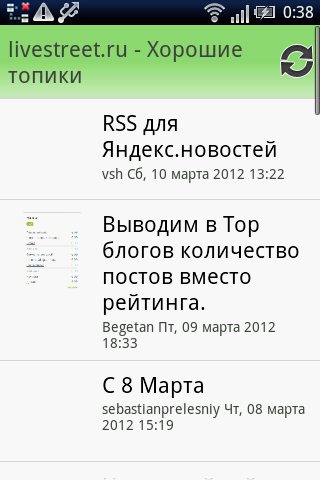 0:38
livestreet.ru - Хорошие
топики
RSS для
Яндекс.новостей
vsh Сб, 10 марта 2012 13:22
Выводим в Top
блогов количество
постов вместо
рейтинга.
Begetan Пт, 09 марта 2012
18:33
С 8 Марта
sebastianprelesniy Чт, 08 марта
2012 15:19